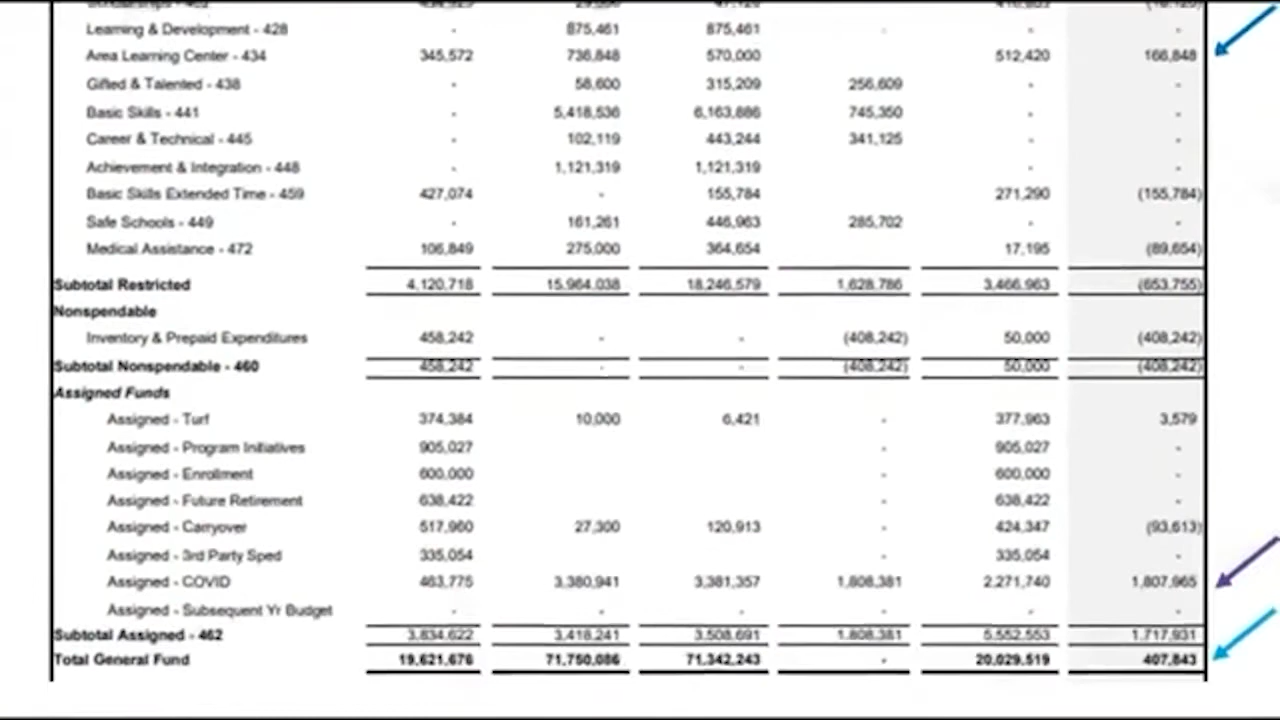 Learning & Development - 428 - 875,461 875,461 - - -
Area Learning Center - 434 345,572 736,848 570,000 512,420 166,848
Gifted & Talented - 438 - 58,600 315,209 256,609 - -
Basic Skills - 441 - 5,418,536 6,163,886 745,350 - -
Career & Technical - 445 - 102,119 443,244 341,125 - -
Achievement & Integration - 448 - 1,121,319 1,121,319 - -
Basic Skills Extended Time - 459 427,074 - 155,784 271,290 (155,784)
Safe Schools - 449 - 161,261 446,963 285,702 - -
Medical Assistance - 472 106,849 275,000 364,654 17,195 (89,654)
Subtotal Restricted 4,120,718 15,964,038 18,246,579 1,628,786 3,466,963 (653,755)
Nonspendable
Inventory & Prepaid Expenditures 458,242 - - (408,242) 50,000 (408,242)
Subtotal Nonspendable - 460 458,242 - - (408,242) 50,000 (408,242)
Assigned Funds
Assigned - Turf 374,384 10,000 6,421 - 377,963 3,579
Assigned - Program Initiatives 905,027 - 905,027 -
Assigned - Enrollment 600,000 - 600,000 -
Assigned - Future Retirement 638,422 - 638,422 -
Assigned - Carryover 517,960 27,300 120,913 - 424,347 (93,613)
Assigned - 3rd Party Sped 335,054 - 335,054 -
Assigned - COVID 463,775 3,380,941 3,381,357 1,808,381 2,271,740 1,807,965
Assigned - Subsequent Yr Budget - - - - - -
Subtotal Assigned - 462 3,834,622 3,418,241 3,508,691 1,808,381 5,552,553 1,717,931
Total General Fund 19,621,676 71,750,086 71,342,243 - 20,029,519 407,843